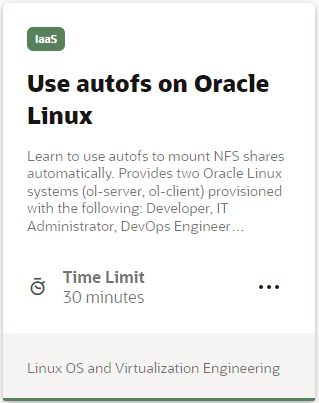 IaaS
Use autofs on Oracle
Linux
Learn to use autofs to mount NFS shares
automatically. Provides two Oracle Linux
systems (ol-server, ol-client) provisioned
with the following: Developer, IT
Administrator, DevOps Engineer...
Time Limit
30 minutes
Linux OS and Virtualization Engineering